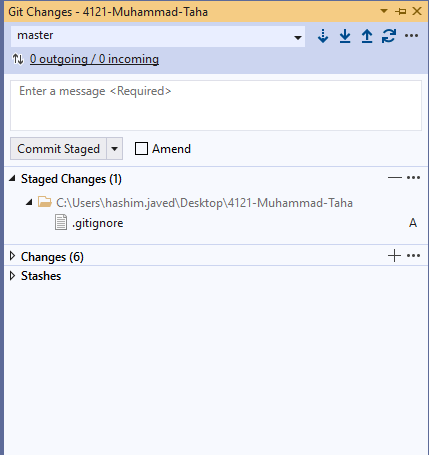 Git Changes - 4121-Muhammad-Taha
master
0 outgoing / 0 incoming
Enter a message <Required>
Commit Staged
Amend
Staged Changes (1)
C:\Users\hashim.javed\Desktop\4121-Muhammad-Taha
.gitignore A
Changes (6)
Stashes